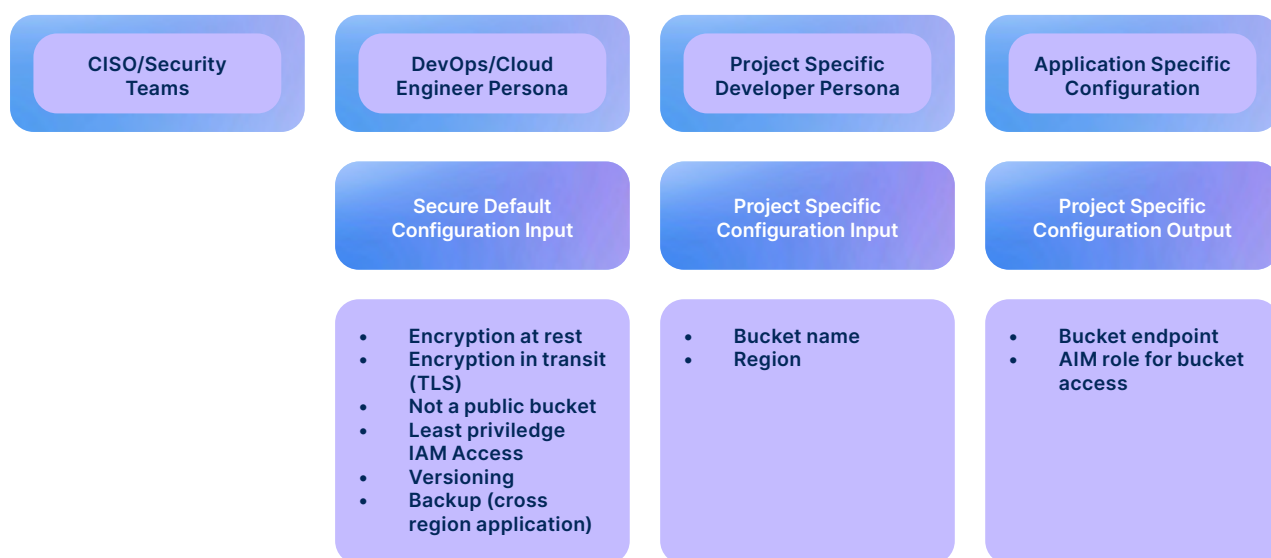 CISO/Security
Teams
DevOps/Cloud
Engineer Persona
Project Specific
Developer Persona
Application Specific
Configuration
Secure Default
Configuration Input
Project Specific
Configuration Input
Project Specific
Configuration Output
• Encryption at rest
• Encryption in transit
(TLS)
• Not a public bucket
• Least priviledge
IAM Access
• Versioning
• Backup (cross
region application)
• Bucket name
• Region
• Bucket endpoint
• AIM role for bucket
access